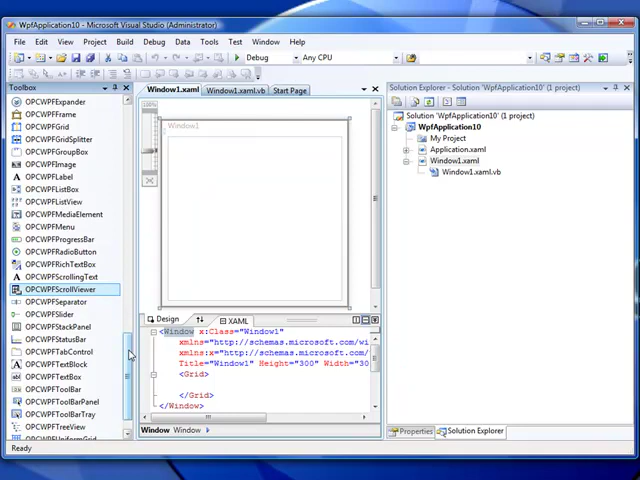 WpfApplication10 - Microsoft Visual Studio (Administrator)
File Edit View Project Build Debug Data Tools Test Window Help
Debug Any CPU
Toolbox
OPCWPFExpander
OPCWPFFrame
OPCWPFGrid
OPCWPFGridSplitter
OPCWPFGroupBox
OPCWPFImage
OPCWPFLabel
OPCWPFListBox
OPCWPFListView
OPCWPFMediaElement
OPCWPFMenu
OPCWPFProgressBar
OPCWPFRadioButton
OPCWPFRichTextBox
OPCWPFScrollingText
OPCWPFScrollViewer
OPCWPFSeparator
OPCWPFSlider
OPCWPFStackPanel
OPCWPFStatusBar
OPCWPFTabControl
OPCWPFTextBlock
OPCWPFTextBox
OPCWPFToolBar
OPCWPFToolBarPanel
OPCWPFToolBarTray
OPCWPFTreeView
OPCWPFUniformGrid
Window1.xaml Window1.xaml.vb Start Page
100%
Window1
Design XAML
<Window x:Class="Window1"
xmlns="http://schemas.microsoft.com/wi
xmlns:x="http://schemas.microsoft.com/
Title="Window1" Height="300" Width="30
<Grid>
</Grid>
</Window>
Window Window
Solution Explorer - Solution 'WpfApplication10' (1 project)
Solution 'WpfApplication10' (1 project)
WpfApplication10
My Project
Application.xaml
Window1.xaml
Window1.xaml.vb
Properties Solution Explorer
Ready